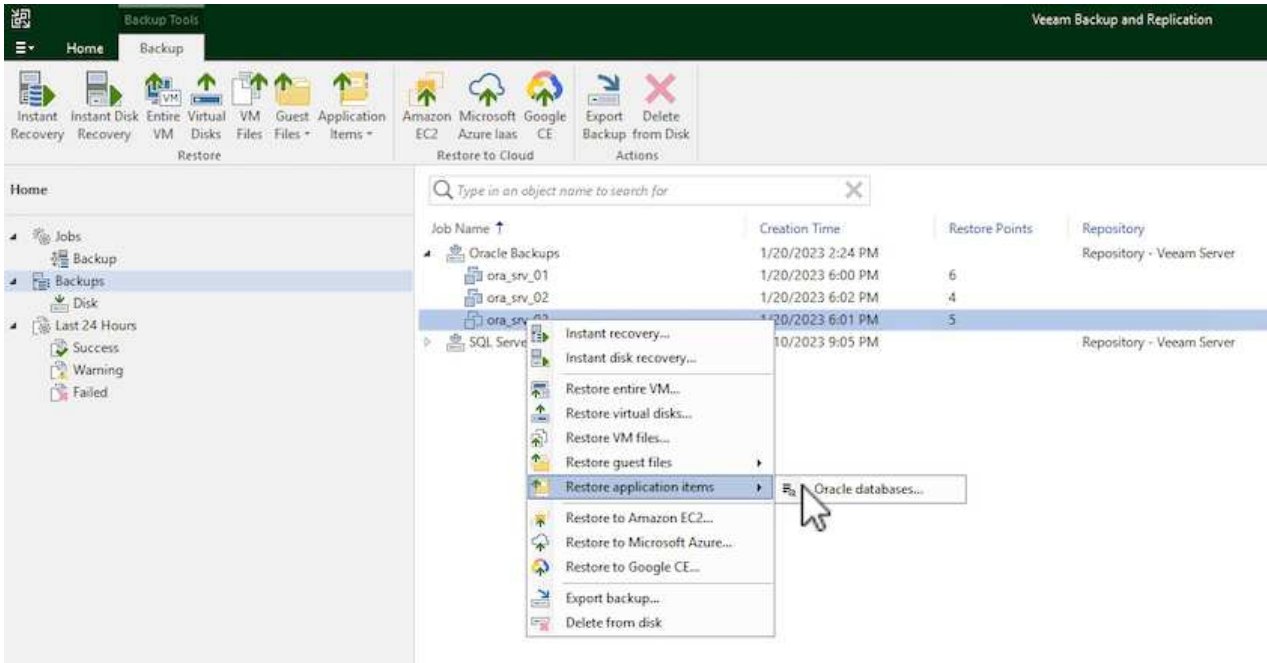 Backup Tools
Veeam Backup and Replication
Home Backup
Instant Recovery
Instant Disk Recovery
Entire VM
Virtual Disks
VM Files
Guest Files
Application Items
Restore
Amazon EC2
Microsoft Azure Iaas
Google CE
Restore to Cloud
Export Backup
Delete from Disk
Actions
Home
Jobs
Backup
Backups
Disk
Last 24 Hours
Success
Warning
Failed
Type in an object name to search for
Job Name Creation Time Restore Points Repository
Oracle Backups 1/20/2023 2:24 PM Repository - Veeam Server
ora_srv_01 1/20/2023 6:00 PM 6
ora_srv_02 1/20/2023 6:02 PM 4
1/20/2023 6:01 PM 5
SQL Serve 10/2023 9:05 PM Repository - Veeam Server
Instant recovery...
Instant disk recovery...
Restore entire VM...
Restore virtual disks...
Restore VM files...
Restore guest files
Restore application items
Oracle databases...
Restore to Amazon EC2...
Restore to Microsoft Azure...
Restore to Google CE...
Export backup...
Delete from disk